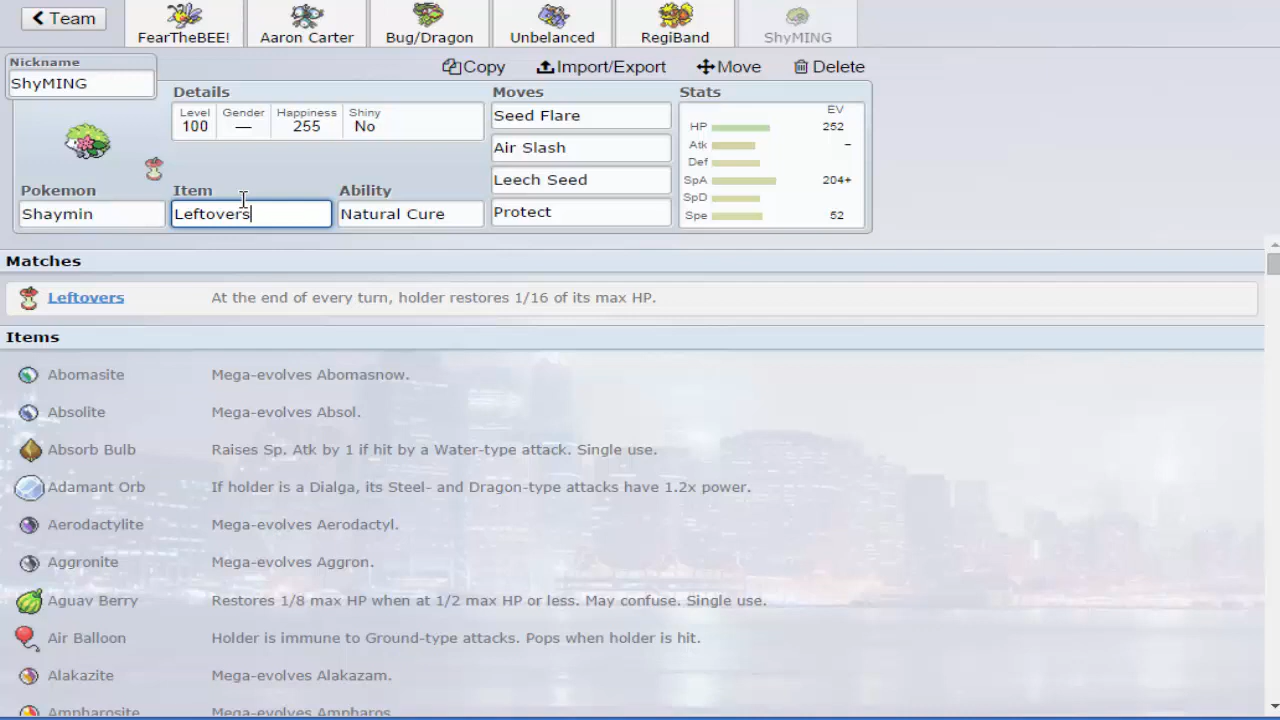 Team
FearTheBEE!
Aaron Carter
Bug/Dragon
Unbelanced
RegiBand
ShyMING
Copy
Import/Export
Move
Delete
Nickname
ShyMING
Details
Level
100
Gender
—
Happiness
255
Shiny
No
Pokemon
Shaymin
Item
Leftovers
Ability
Natural Cure
Moves
Seed Flare
Air Slash
Leech Seed
Protect
Stats
EV
HP 252
Atk –
Def
SpA 204+
SpD
Spe 52
Matches
Leftovers At the end of every turn, holder restores 1/16 of its max HP.
Items
Abomasite Mega-evolves Abomasnow.
Absolite Mega-evolves Absol.
Absorb Bulb Raises Sp. Atk by 1 if hit by a Water-type attack. Single use.
Adamant Orb If holder is a Dialga, its Steel- and Dragon-type attacks have 1.2x power.
Aerodactylite Mega-evolves Aerodactyl.
Aggronite Mega-evolves Aggron.
Aguav Berry Restores 1/8 max HP when at 1/2 max HP or less. May confuse. Single use.
Air Balloon Holder is immune to Ground-type attacks. Pops when holder is hit.
Alakazite Mega-evolves Alakazam.
Ampharosite Mega-evolves Ampharos.